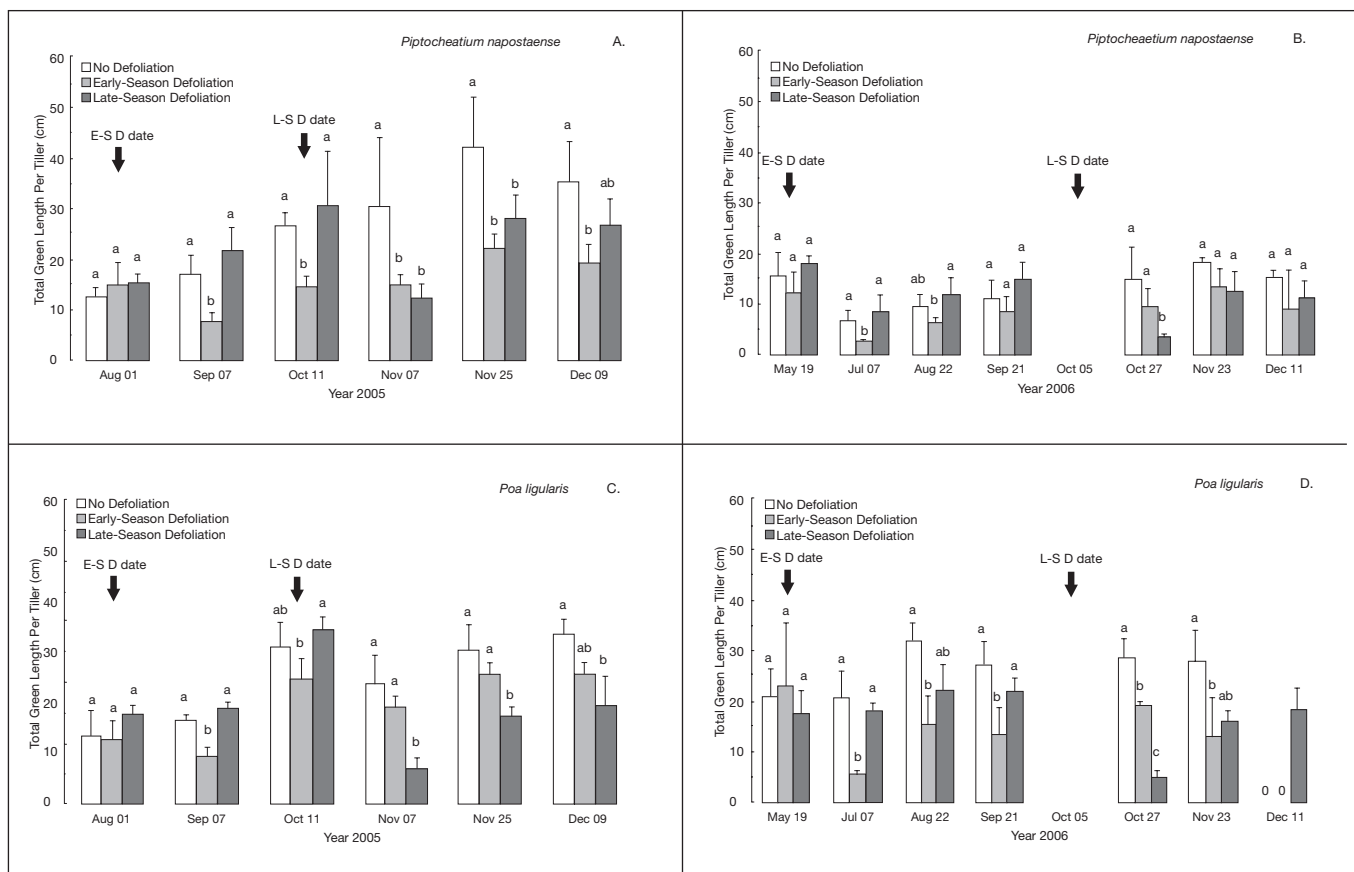 Piptocheatium napostaense A.
60
50
40
30
20
10
0
Total Green Length Per Tiller (cm)
No Defoliation
Early-Season Defoliation
Late-Season Defoliation
E-S D date
L-S D date
a a a
a b a
a b a
a b b
a b b
a b ab
Aug 01 Sep 07 Oct 11 Nov 07 Nov 25 Dec 09
Year 2005
Piptochaetium napostaense B.
60
50
40
30
20
10
0
Total Green Length Per Tiller (cm)
No Defoliation
Early-Season Defoliation
Late-Season Defoliation
E-S D date
L-S D date
a a a
a b a
ab b a
a a a
a a b
a a a
a a a
May 19 Jul 07 Aug 22 Sep 21 Oct 05 Oct 27 Nov 23 Dec 11
Year 2006
Poa ligularis C.
60
50
40
30
20
10
0
Total Green Length Per Tiller (cm)
No Defoliation
Early-Season Defoliation
Late-Season Defoliation
E-S D date
L-S D date
a a a
a b a
ab b a
a a b
a a b
a ab b
Aug 01 Sep 07 Oct 11 Nov 07 Nov 25 Dec 09
Year 2005
Poa ligularis D.
60
50
40
30
20
10
0
Total Green Length Per Tiller (cm)
No Defoliation
Early-Season Defoliation
Late-Season Defoliation
E-S D date
L-S D date
a a a
a b a
a b ab
a b a
a b c
a b ab
0 0
May 19 Jul 07 Aug 22 Sep 21 Oct 05 Oct 27 Nov 23 Dec 11
Year 2006